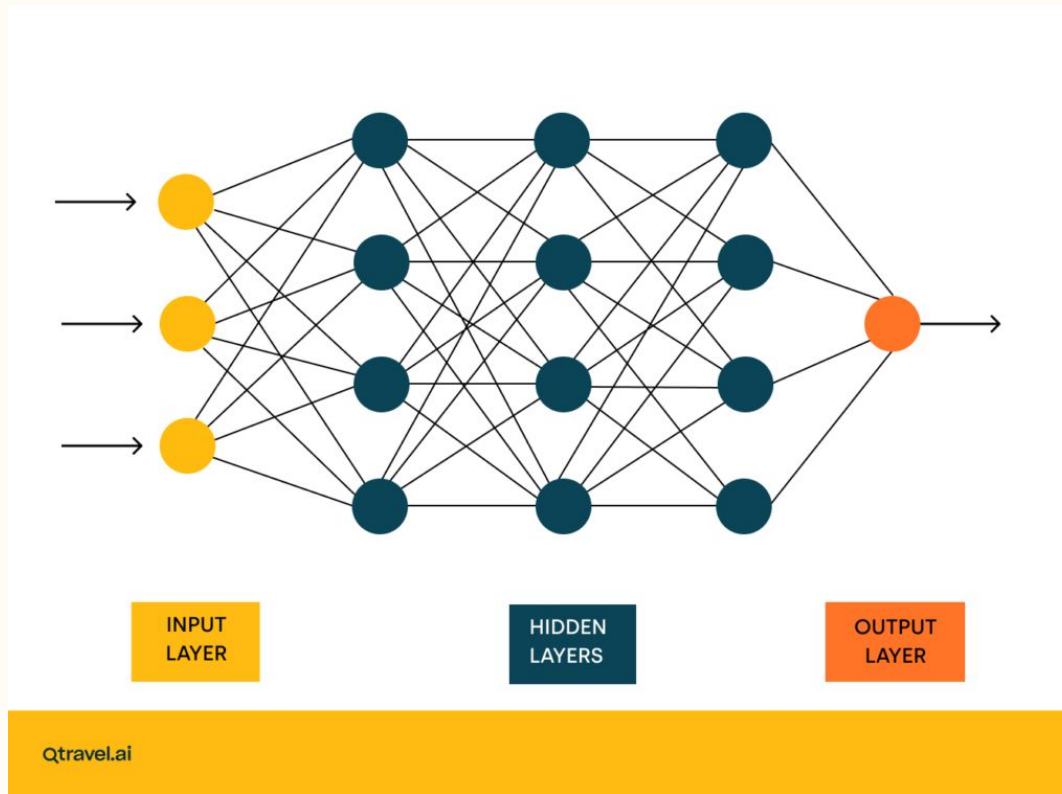 INPUT
LAYER
HIDDEN
LAYERS
OUTPUT
LAYER
Qtravel.ai